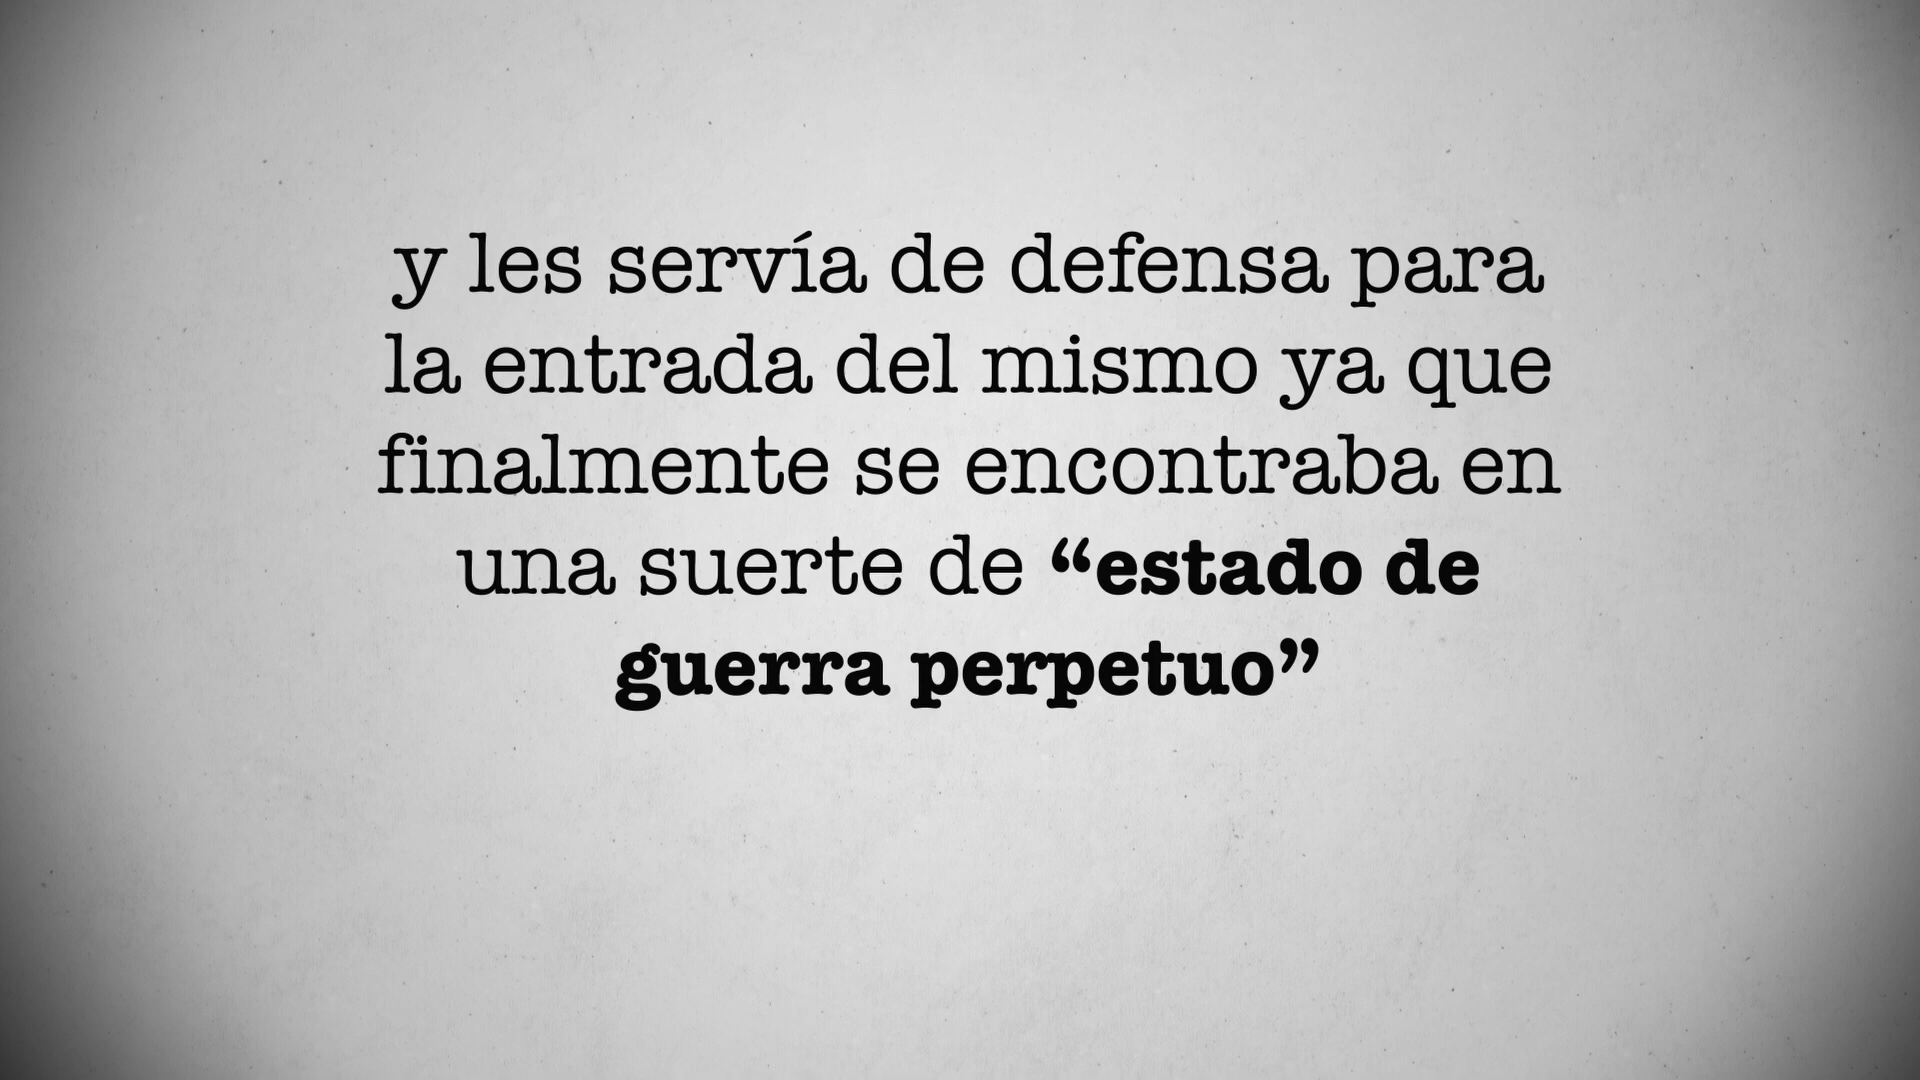 y les servía de defensa para
la entrada del mismo ya que
finalmente se encontraba en
una suerte de “estado de
guerra perpetuo”